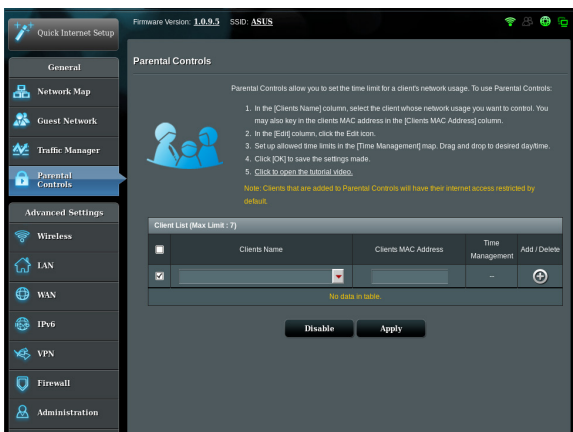 Quick Internet Setup
Firmware Version: 1.0.9.5 SSID: ASUS
General
Network Map
Guest Network
Traffic Manager
Parental
Controls
Advanced Settings
Wireless
LAN
WAN
IPv6
VPN
Firewall
Administration
Parental Controls
Parental Controls allow you to set the time limit for a client's network usage. To use Parental Controls:
1. In the [Clients Name] column, select the client whose network usage you want to control. You
may also key in the clients MAC address in the [Clients MAC Address] column.
2. In the [Edit] column, click the Edit icon.
3. Set up allowed time limits in the [Time Management] map. Drag and drop to desired day/time.
4. Click [OK] to save the settings made.
5. Click to open the tutorial video.
Note: Clients that are added to Parental Controls will have their internet access restricted by
default.
Client List (Max Limit : 7)
Clients Name Clients MAC Address Time
Management Add / Delete
--
No data in table.
Disable Apply